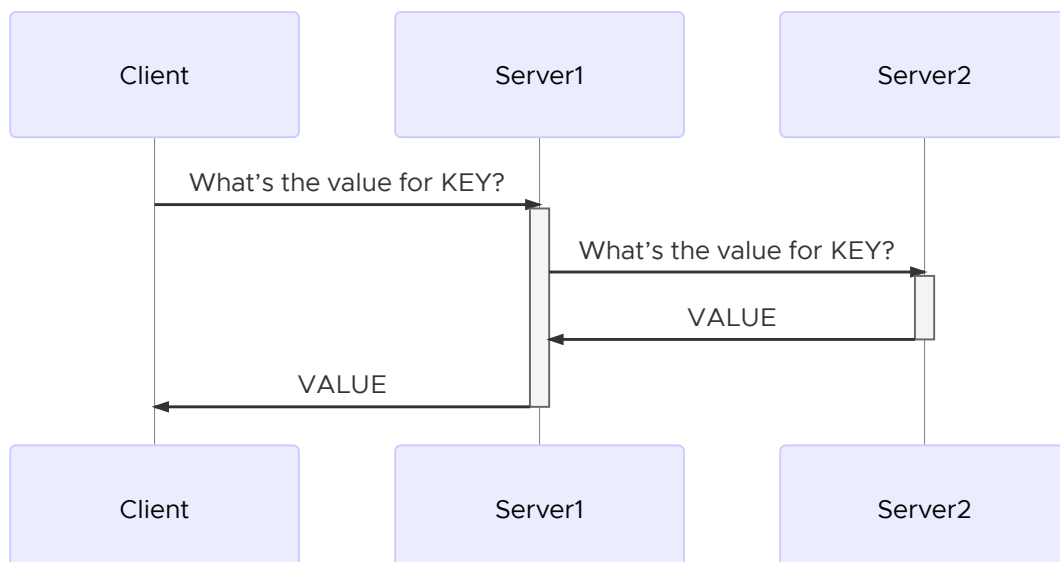 Client
Server1
Server2
What’s the value for KEY?
What’s the value for KEY?
VALUE
VALUE
Client
Server1
Server2